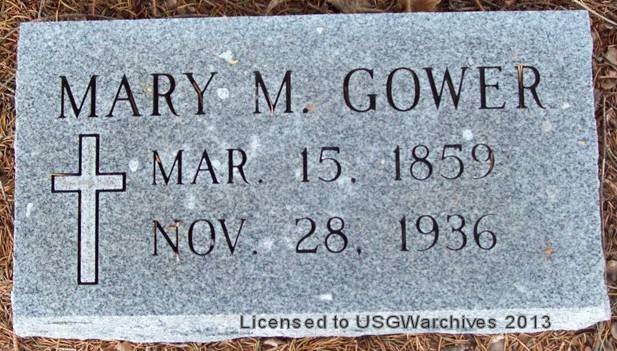 MARY M. GOWER
MAR. 15, 1859
NOV. 28, 1936
Licensed to USGWarchives 2013